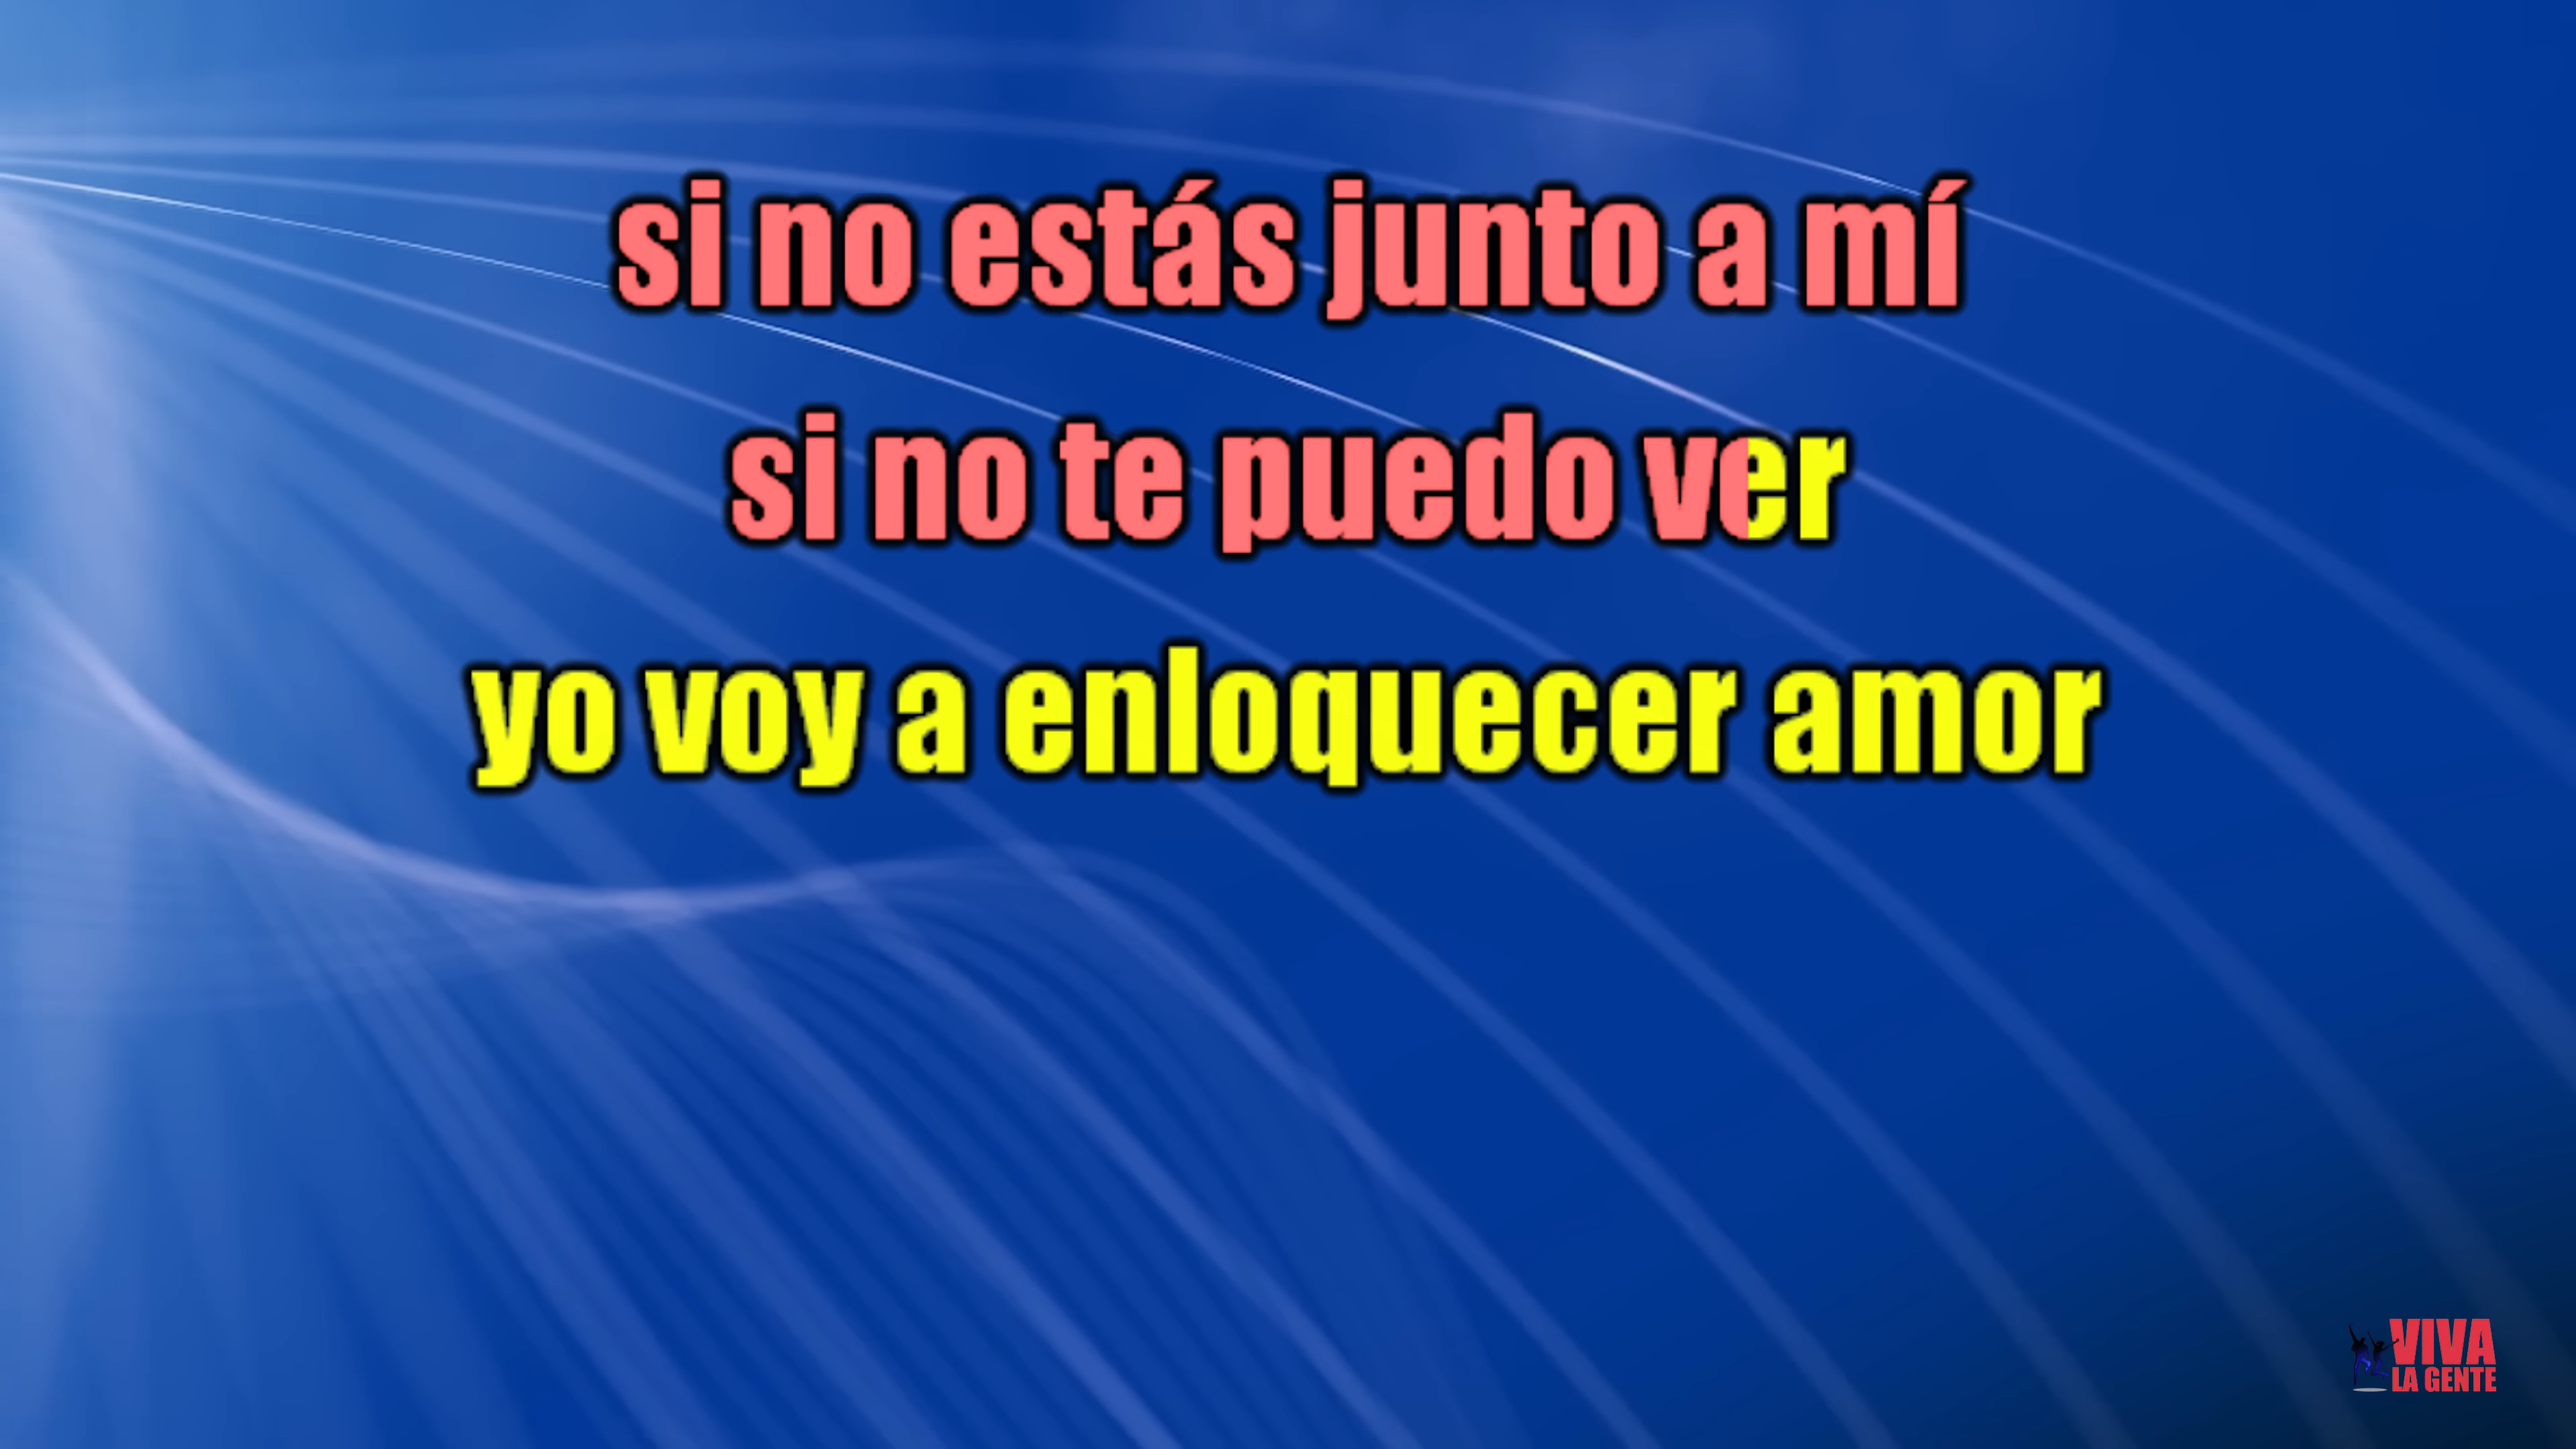 si no estás junto a mí
si no te puedo ver
yo voy a enloquecer amor
VIVA
LA GENTE